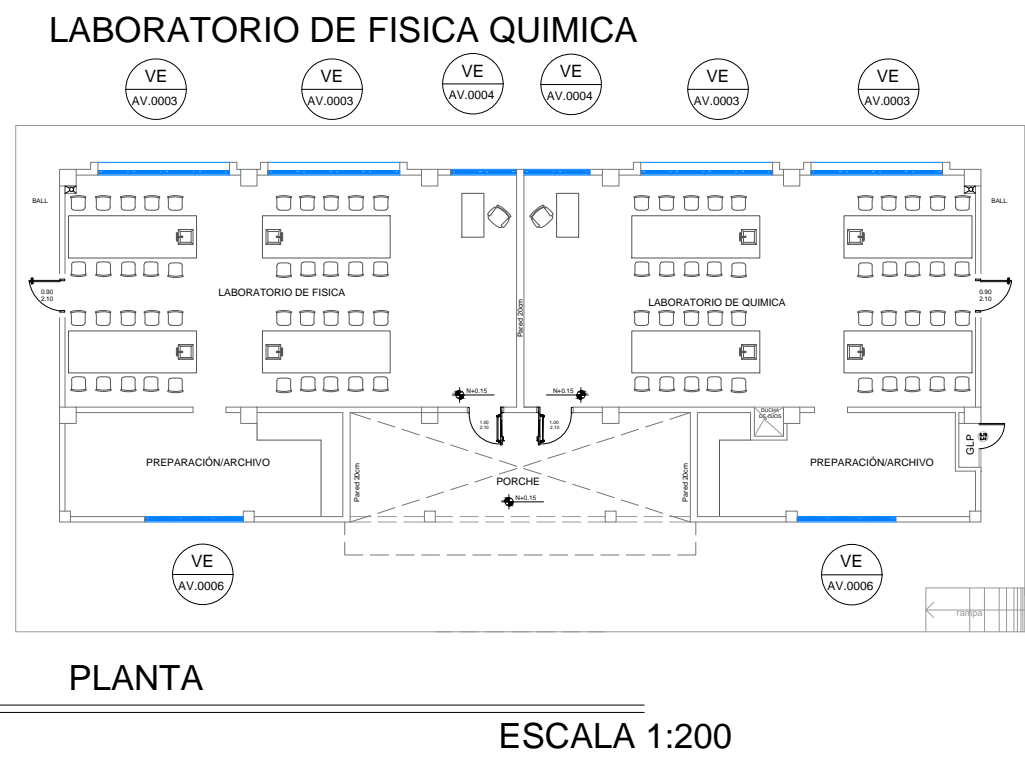 LABORATORIO DE FISICA QUIMICA
VE
AV.0003
VE
AV.0003
VE
AV.0004
VE
AV.0004
VE
AV.0003
VE
AV.0003
BALL
BALL
0.90
2.10
LABORATORIO DE FISICA
Pared 20cm
LABORATORIO DE QUIMICA
0.90
2.10
N+0.15
N+0.15
1.00
2.10
1.00
2.10
DUCHA
DE OJOS
PREPARACIÓN/ARCHIVO
Pared 20cm
PORCHE
N+0.15
Pared 20cm
PREPARACIÓN/ARCHIVO
GLP
VE
AV.0006
VE
AV.0006
rampa
PLANTA
ESCALA 1:200